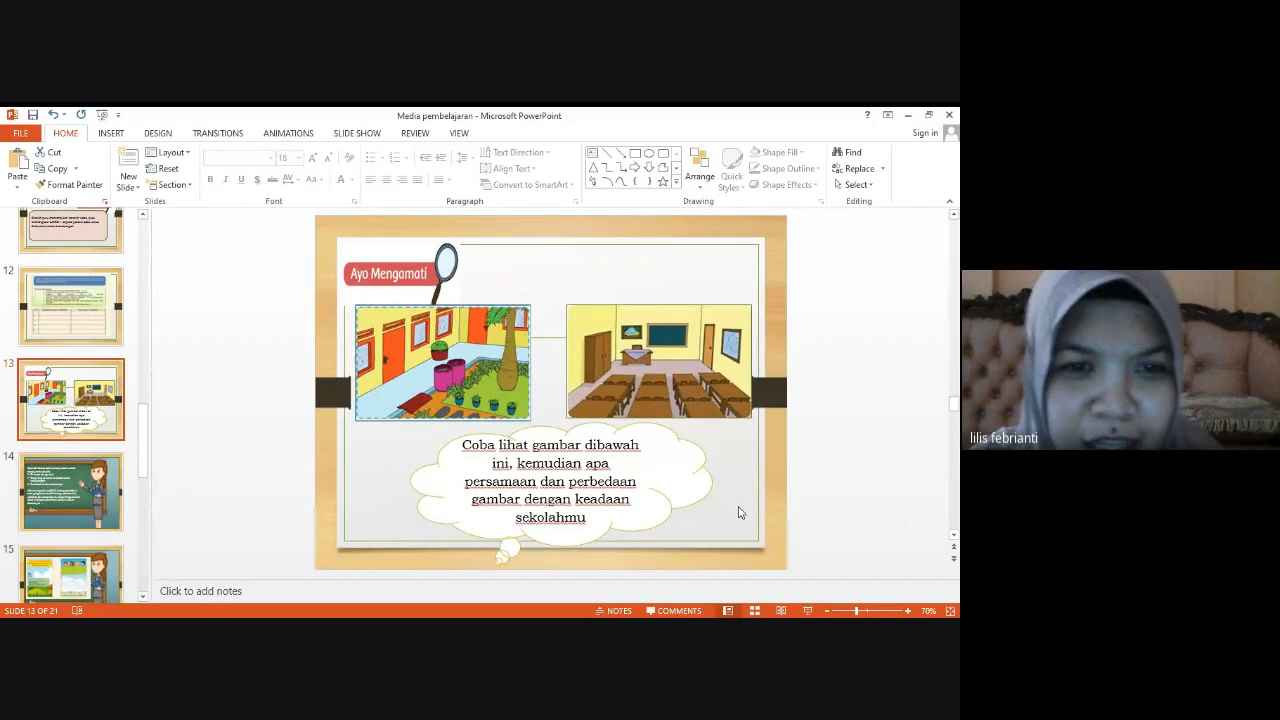 Media pembelajaran - Microsoft PowerPoint
Sign in
FILE HOME INSERT DESIGN TRANSITIONS ANIMATIONS SLIDE SHOW REVIEW VIEW
Paste
Cut
Copy
Format Painter
Clipboard
New Slide
Layout
Reset
Section
Slides
18
Font
Text Direction
Align Text
Convert to SmartArt
Paragraph
Arrange
Quick Styles
Shape Fill
Shape Outline
Shape Effects
Drawing
Find
Replace
Select
Editing
12
13
14
15
Ayo Mengamati
Coba lihat gambar dibawah
ini, kemudian apa
persamaan dan perbedaan
gambar dengan keadaan
sekolahmu
lilis febrianti
Click to add notes
SLIDE 13 OF 21
NOTES
COMMENTS
70%